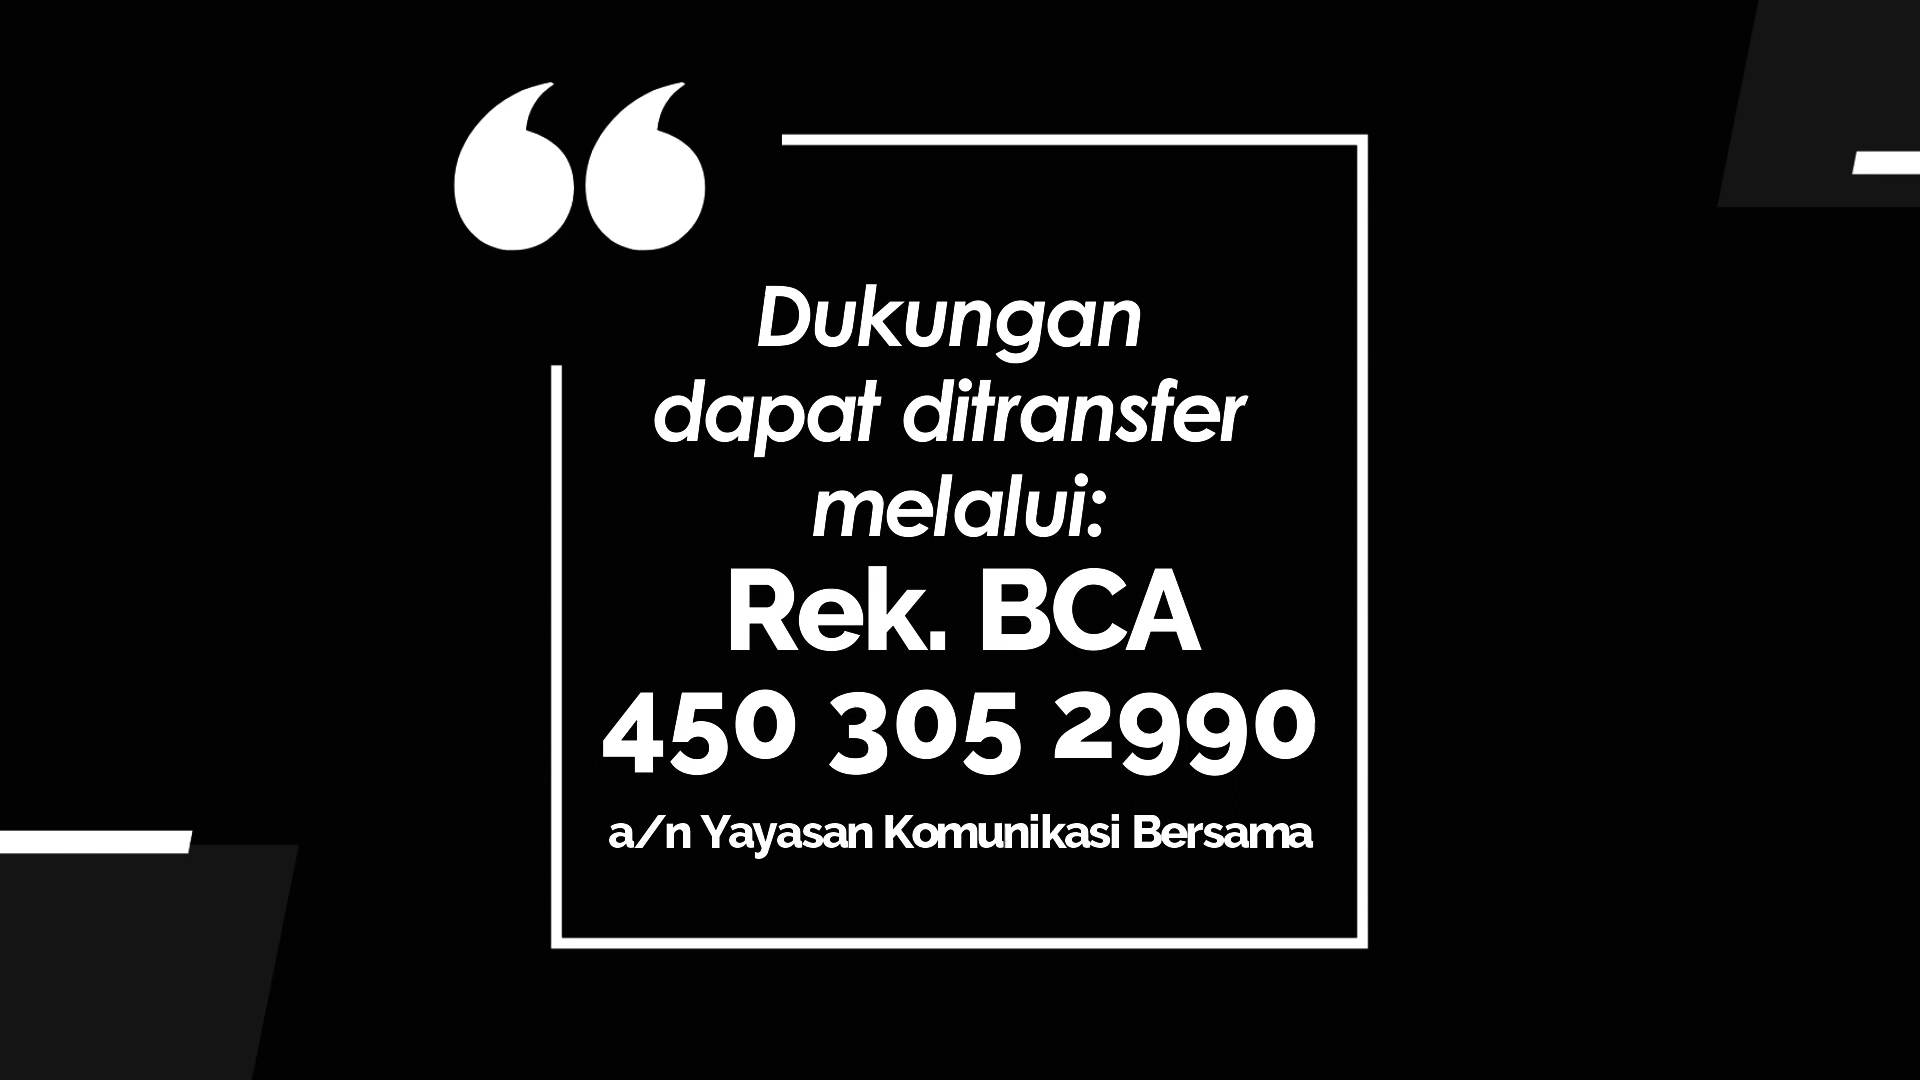 Dukungan
dapat ditransfer
melalui:
Rek. BCA
450 305 2990
a/n Yayasan Komunikasi Bersama